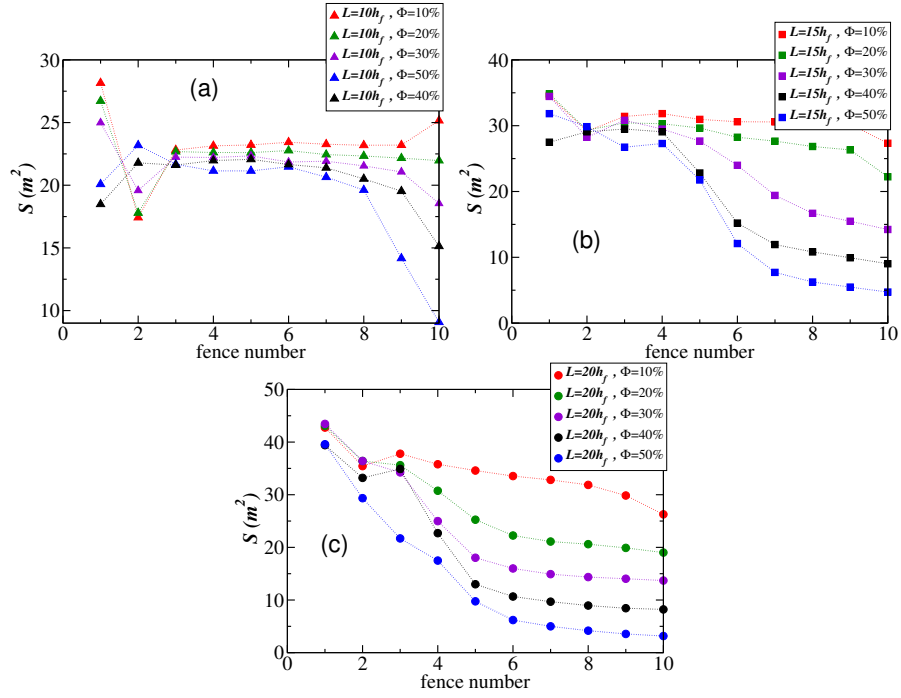 L=10h_f , Φ=10%
L=10h_f , Φ=20%
L=10h_f , Φ=30%
L=10h_f , Φ=50%
L=10h_f , Φ=40%
(a)
30
25
20
15
10
S (m²)
0 2 4 6 8 10
fence number
L=15h_f , Φ=10%
L=15h_f , Φ=20%
L=15h_f , Φ=30%
L=15h_f , Φ=40%
L=15h_f , Φ=50%
(b)
40
30
20
10
0
S (m²)
0 2 4 6 8 10
fence number
L=20h_f , Φ=10%
L=20h_f , Φ=20%
L=20h_f , Φ=30%
L=20h_f , Φ=40%
L=20h_f , Φ=50%
(c)
50
40
30
20
10
0
S (m²)
0 2 4 6 8 10
fence number